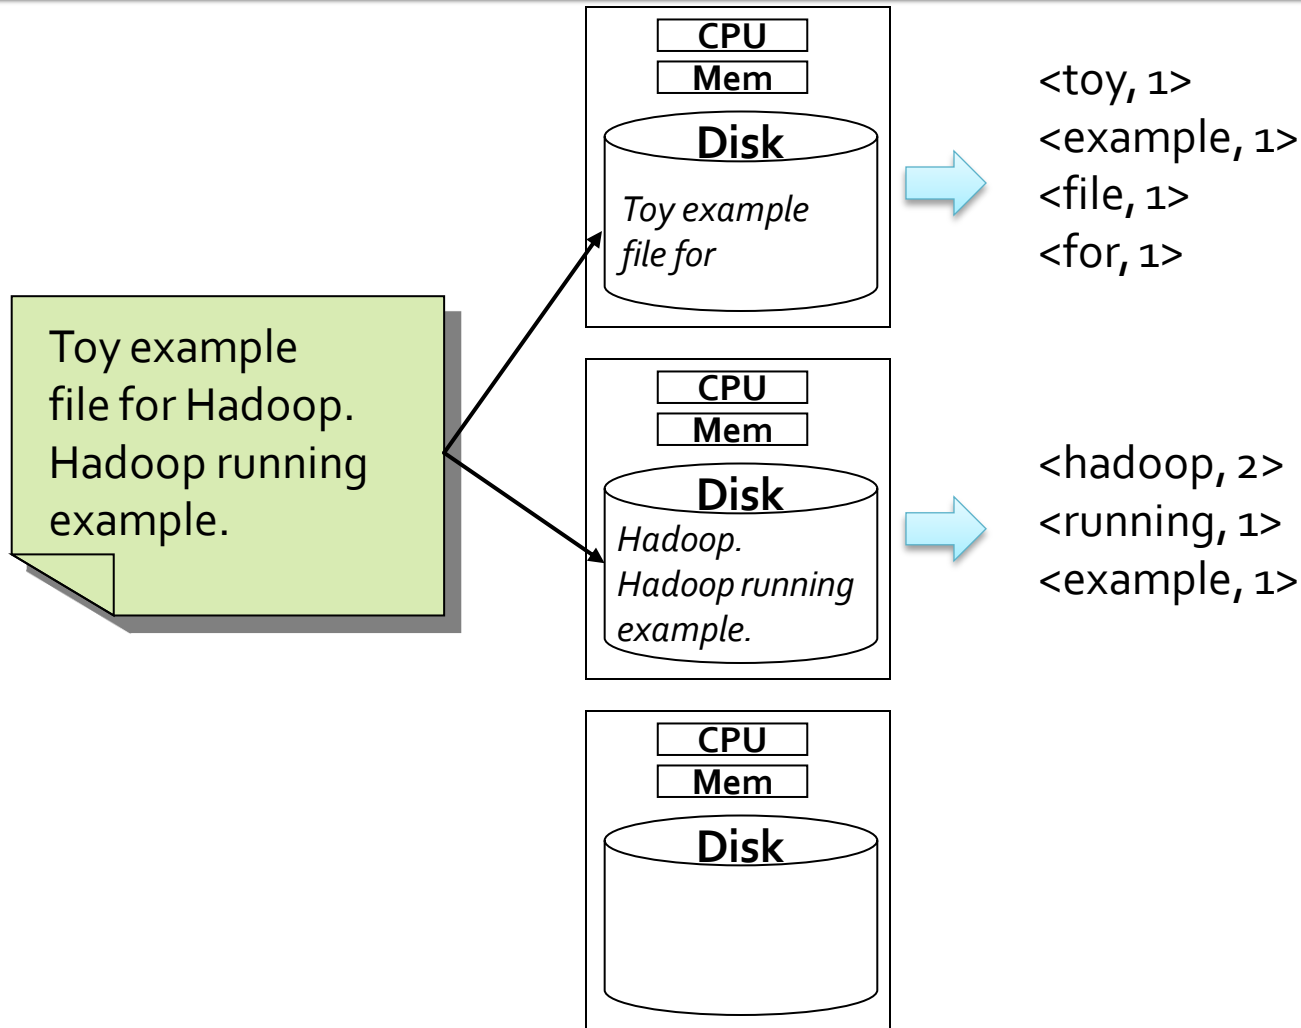 Toy example
file for Hadoop.
Hadoop running
example.
CPU
Mem
Disk
Toy example
file for
<toy, 1>
<example, 1>
<file, 1>
<for, 1>
CPU
Mem
Disk
Hadoop.
Hadoop running
example.
<hadoop, 2>
<running, 1>
<example, 1>
CPU
Mem
Disk